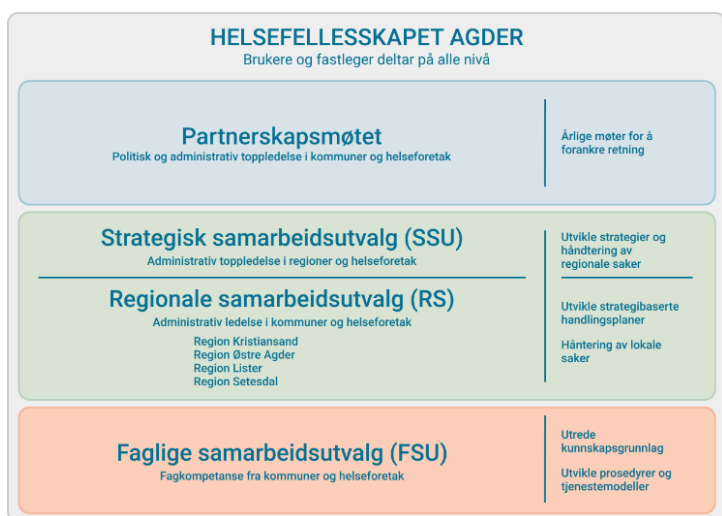 HELSEFELLESSKAPET AGDER
Brukere og fastleger deltar på alle nivå
Partnerskapsmøtet
Politisk og administrativ toppledelse i kommuner og helseforetak
Årlige møter for å
forankre retning
Strategisk samarbeidsutvalg (SSU)
Administrativ toppledelse i regioner og helseforetak
Utvikle strategier og
håndtering av
regionale saker
Regionale samarbeidsutvalg (RS)
Administrativ ledelse i kommuner og helseforetak
Region Kristiansand
Region Østre Agder
Region Lister
Region Setesdal
Utvikle strategibaserte
handlingsplaner
Håntering av lokale
saker
Faglige samarbeidsutvalg (FSU)
Fagkompetanse fra kommuner og helseforetak
Utrede
kunnskapsgrunnlag
Utvikle prosedyrer og
tjenestemodeller